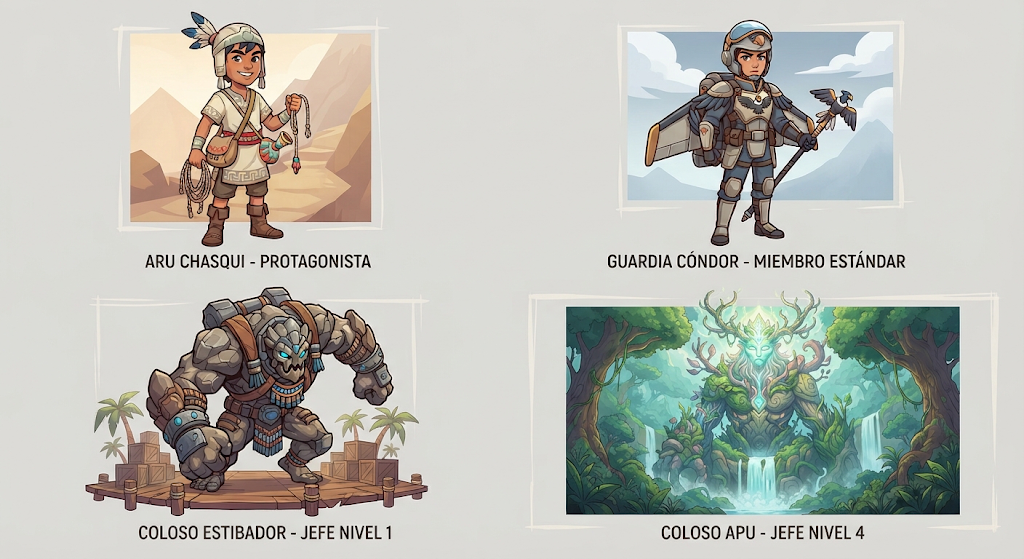 ARU CHASQUI - PROTAGONISTA
GUARDIA CÓNDOR - MIEMBRO ESTÁNDAR
COLOSO ESTIBADOR - JEFE NIVEL 1
COLOSO APU - JEFE NIVEL 4